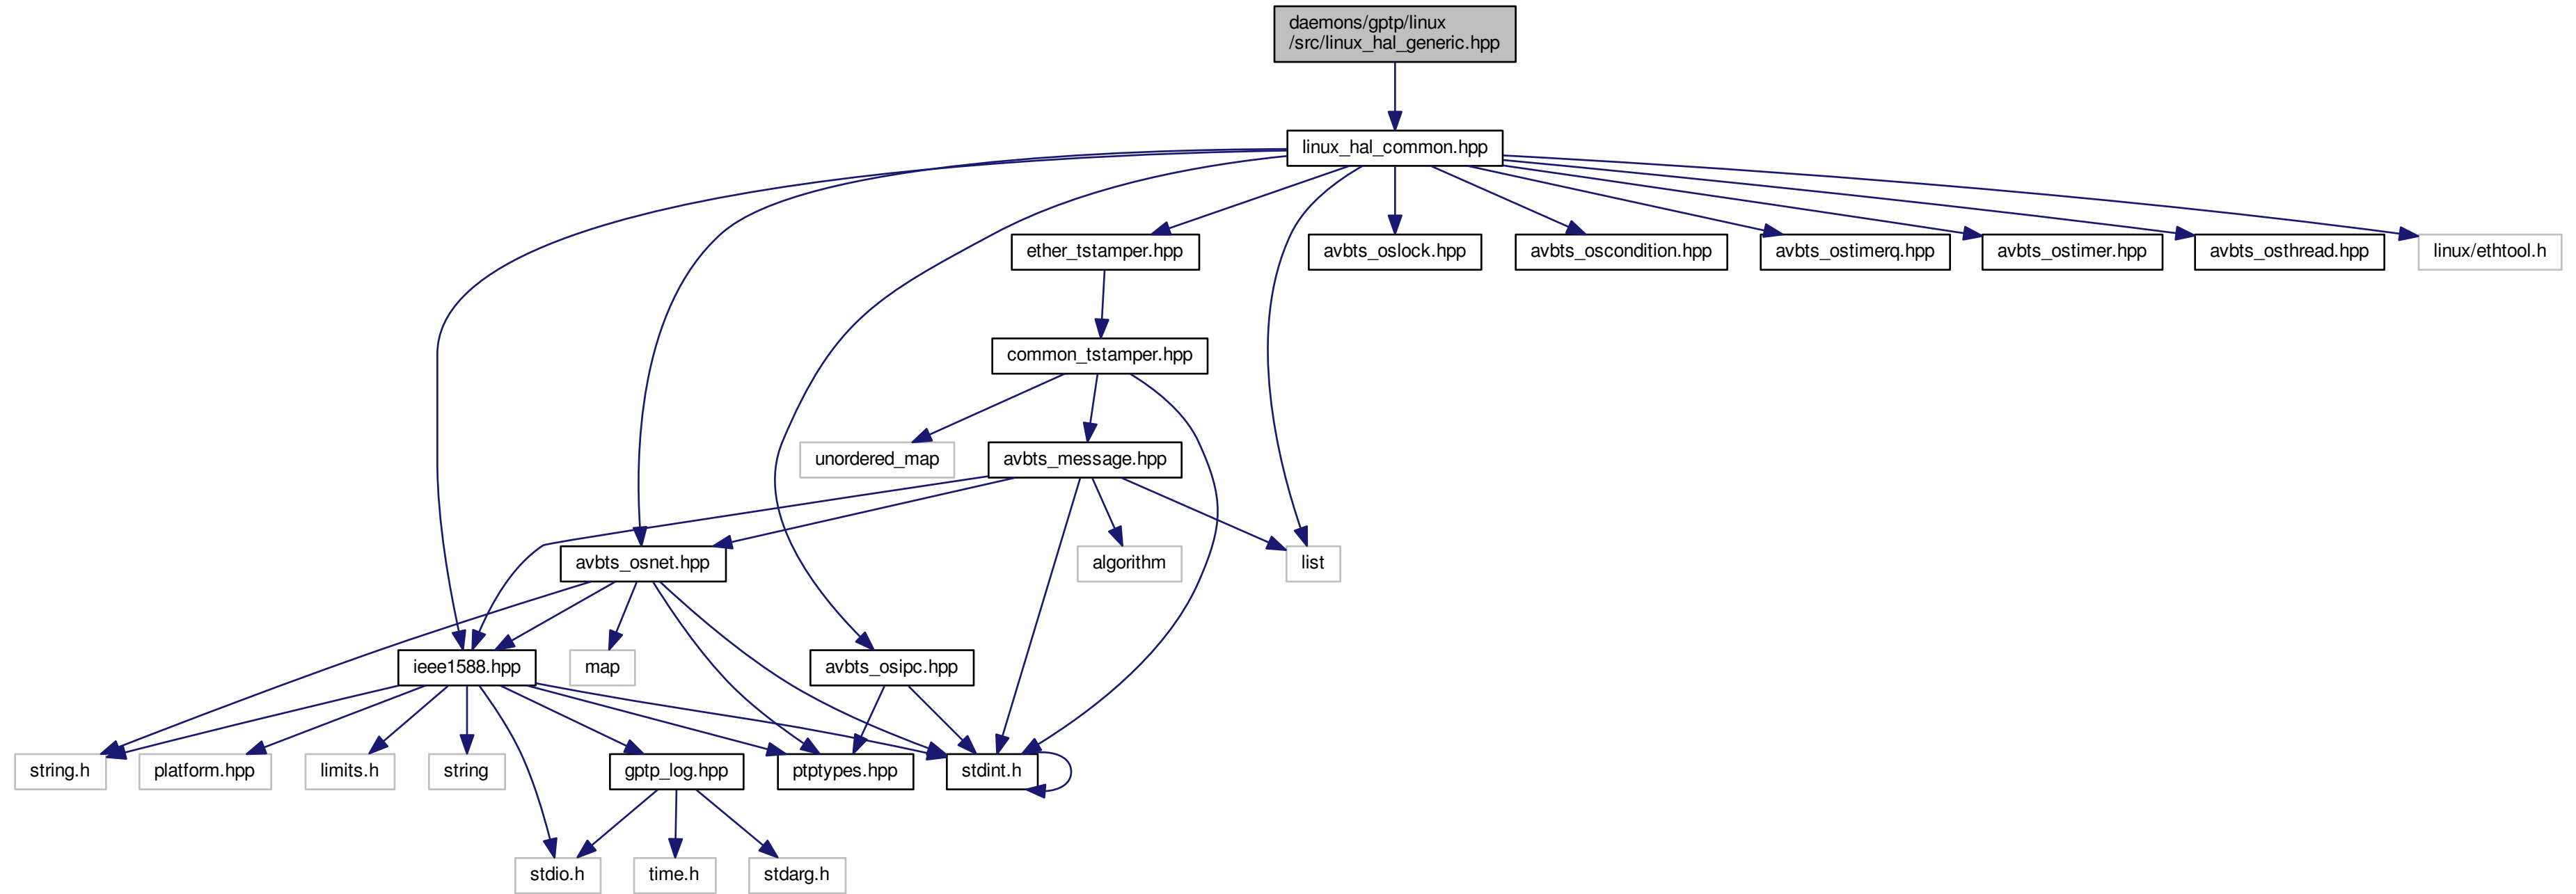 daemons/gptp/linux
/src/linux_hal_generic.hpp
linux_hal_common.hpp
ether_tstamper.hpp
avbts_oslock.hpp
avbts_oscondition.hpp
avbts_ostimerq.hpp
avbts_ostimer.hpp
avbts_osthread.hpp
linux/ethtool.h
common_tstamper.hpp
unordered_map
avbts_message.hpp
avbts_osnet.hpp
algorithm
list
ieee1588.hpp
map
avbts_osipc.hpp
string.h
platform.hpp
limits.h
string
gptp_log.hpp
ptptypes.hpp
stdint.h
stdio.h
time.h
stdarg.h